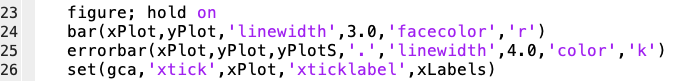 23 figure; hold on
24 bar(xPlot,yPlot,'linewidth',3.0,'facecolor','r')
25 errorbar(xPlot,yPlot,yPlotS,'.','linewidth',4.0,'color','k')
26 set(gca,'xtick',xPlot,'xticklabel',xLabels)